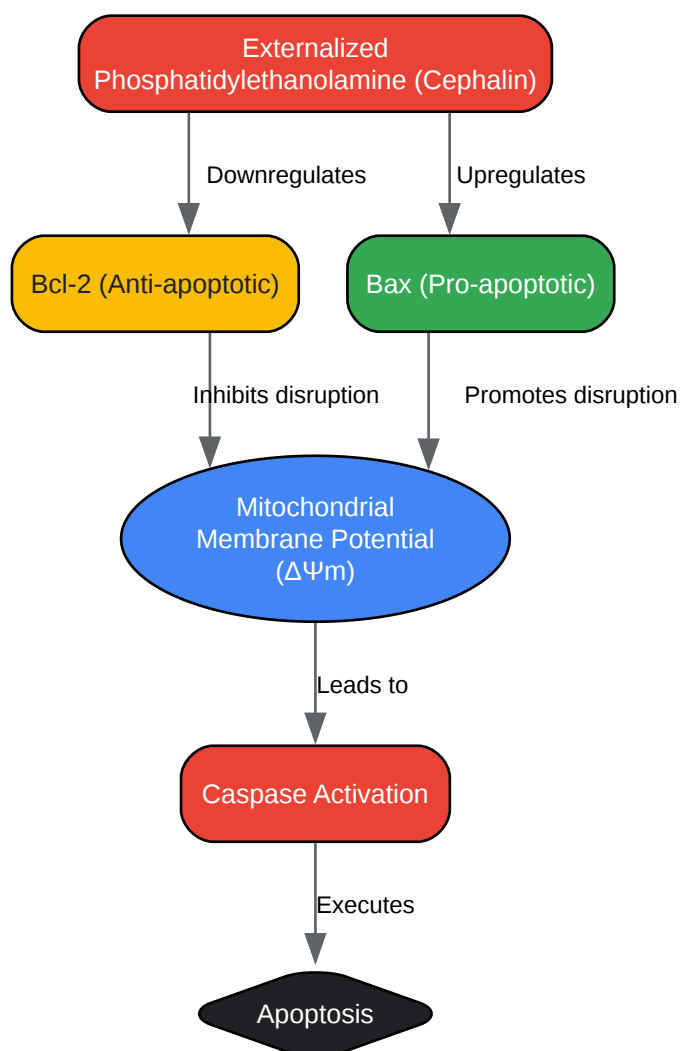 Externalized
Phosphatidylethanolamine (Cephalin)
Downregulates
Upregulates
Bcl-2 (Anti-apoptotic)
Bax (Pro-apoptotic)
Inhibits disruption
Promotes disruption
Mitochondrial
Membrane Potential
(ΔΨm)
Leads to
Caspase Activation
Executes
Apoptosis